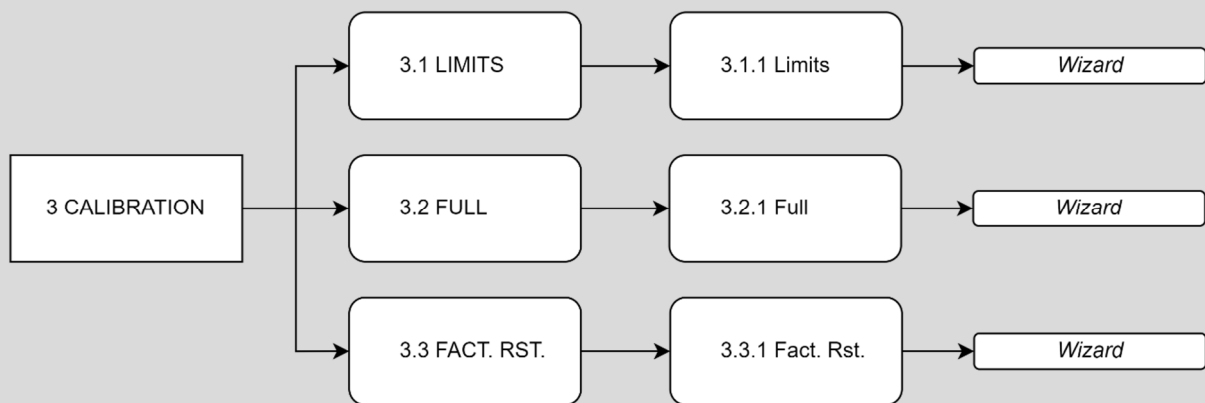 3.1 LIMITS
3.1.1 Limits
Wizard
3 CALIBRATION
3.2 FULL
3.2.1 Full
Wizard
3.3 FACT. RST.
3.3.1 Fact. Rst.
Wizard